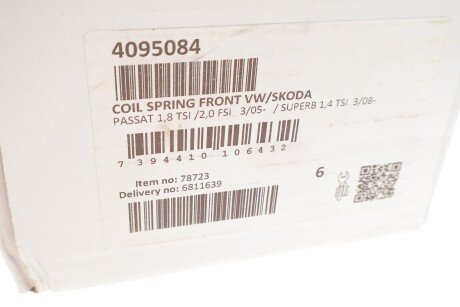 4095084
COIL SPRING FRONT VW/SKODA
PASSAT 1,8 TSI /2,0 FSI 3/05- / SUPERB 1,4 TSI 3/08-
7 394410 106432
Item no: 78723
Delivery no: 6811639
6